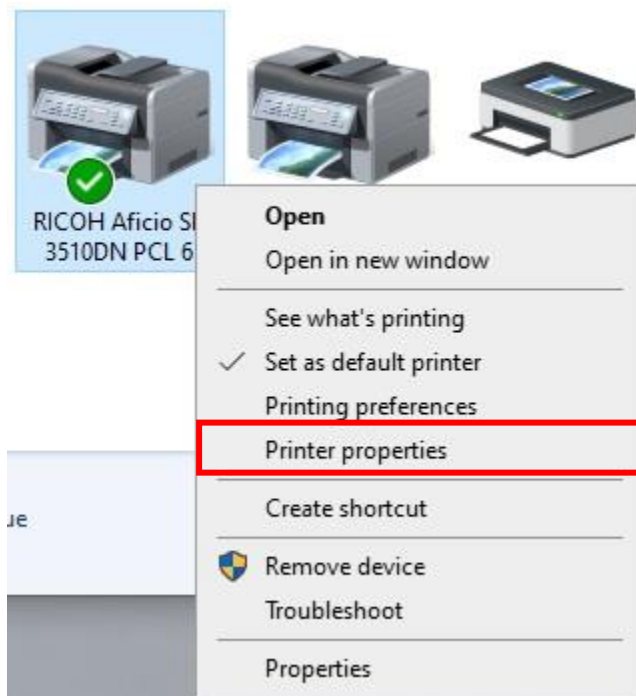 RICOH Aficio S
3510DN PCL 6
Open
Open in new window
See what's printing
Set as default printer
Printing preferences
Printer properties
Create shortcut
ue
Remove device
Troubleshoot
Properties